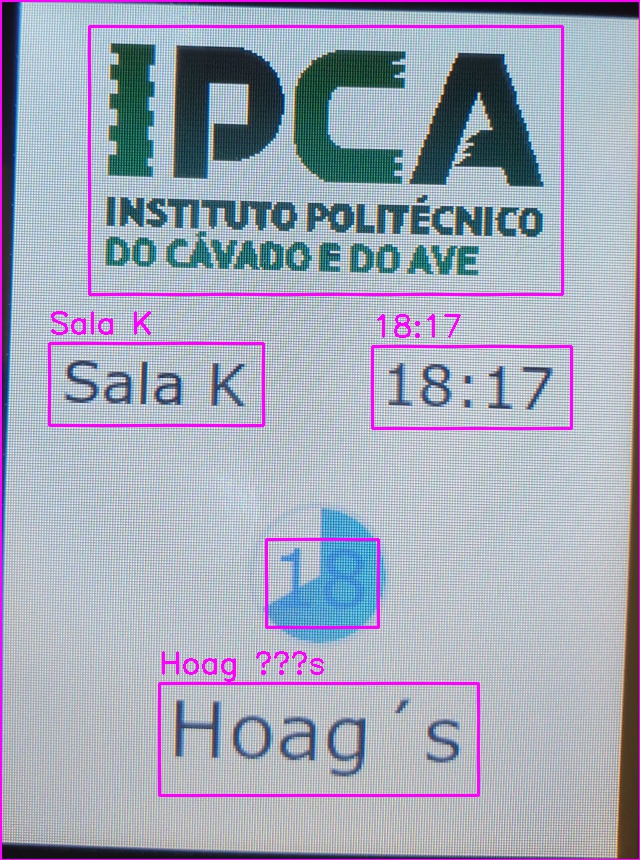 IPCA
INSTITUTO POLITÉCNICO
DO CÁVADO E DO AVE
Sala K
18:17
Sala K
18:17
18
Hoag ???s
Hoag´s